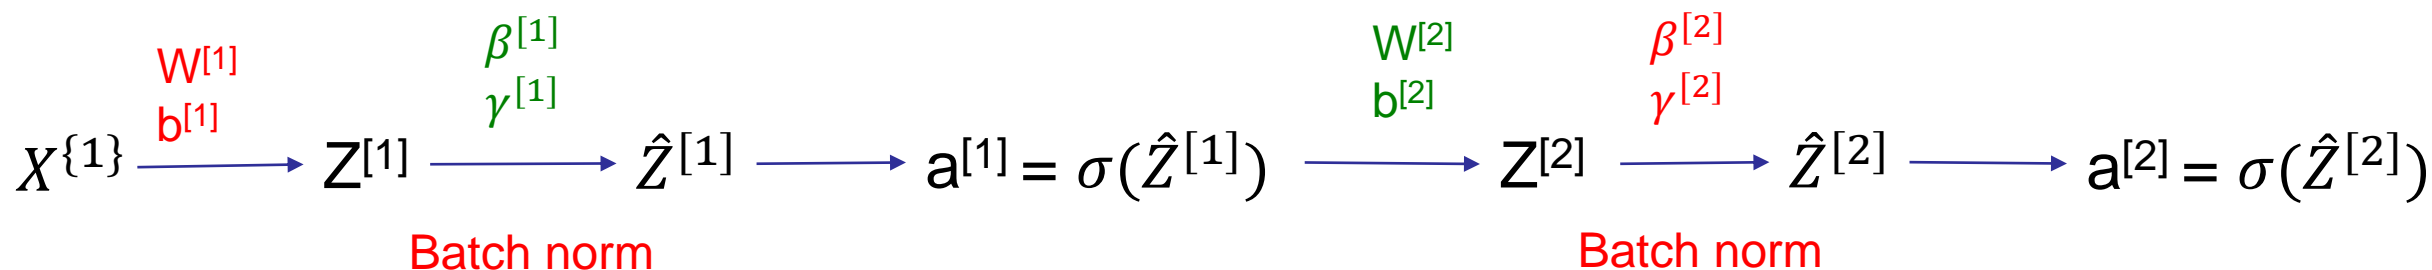 W[1]
b[1]
β[1]
γ[1]
W[2]
b[2]
β[2]
γ[2]
X{1} Z[1] Ẑ[1] a[1] = σ(Ẑ[1]) Z[2] Ẑ[2] a[2] = σ(Ẑ[2])
Batch norm
Batch norm